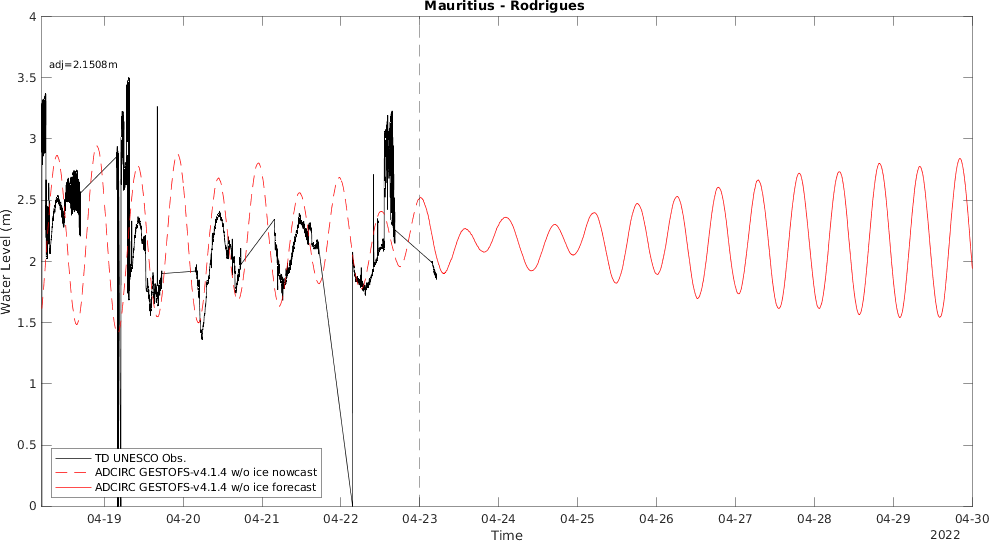 Mauritius - Rodrigues
adj=2.1508m
Water Level (m)
4
3.5
3
2.5
2
1.5
1
0.5
0
TD UNESCO Obs.
ADCIRC GESTOFS-v4.1.4 w/o ice nowcast
ADCIRC GESTOFS-v4.1.4 w/o ice forecast
04-19 04-20 04-21 04-22 04-23 04-24 04-25 04-26 04-27 04-28 04-29 04-30
Time
2022